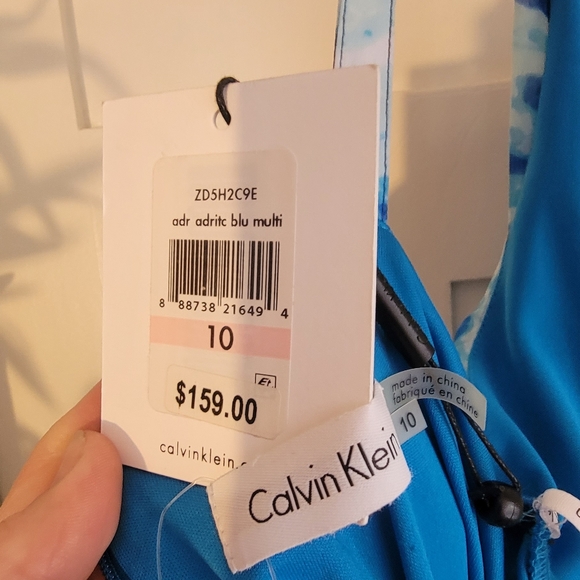 ZD5H2C9E
adr adritc blu multi
8 88738 21649 4
10
$159.00
calvinklein.
Calvin Klein
made in china
fabriqué en chine
10